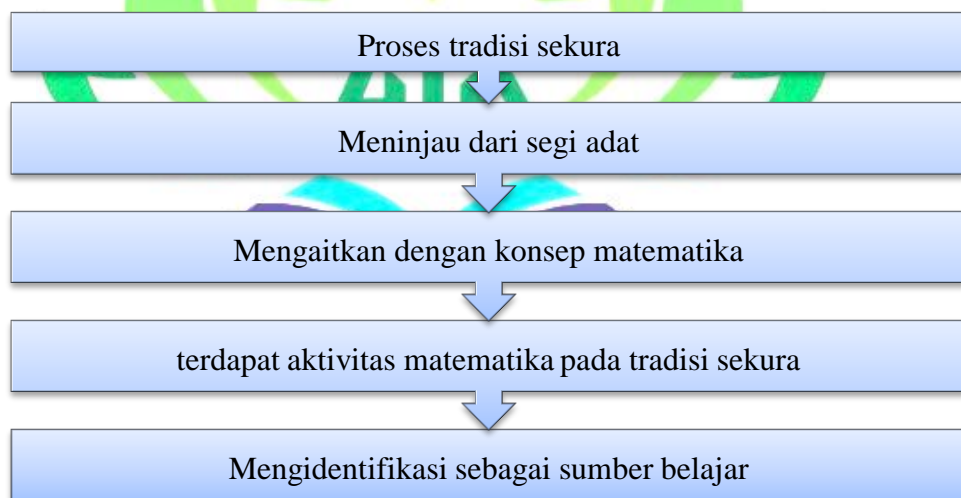 Proses tradisi sekura
Meninjau dari segi adat
Mengaitkan dengan konsep matematika
terdapat aktivitas matematika pada tradisi sekura
Mengidentifikasi sebagai sumber belajar